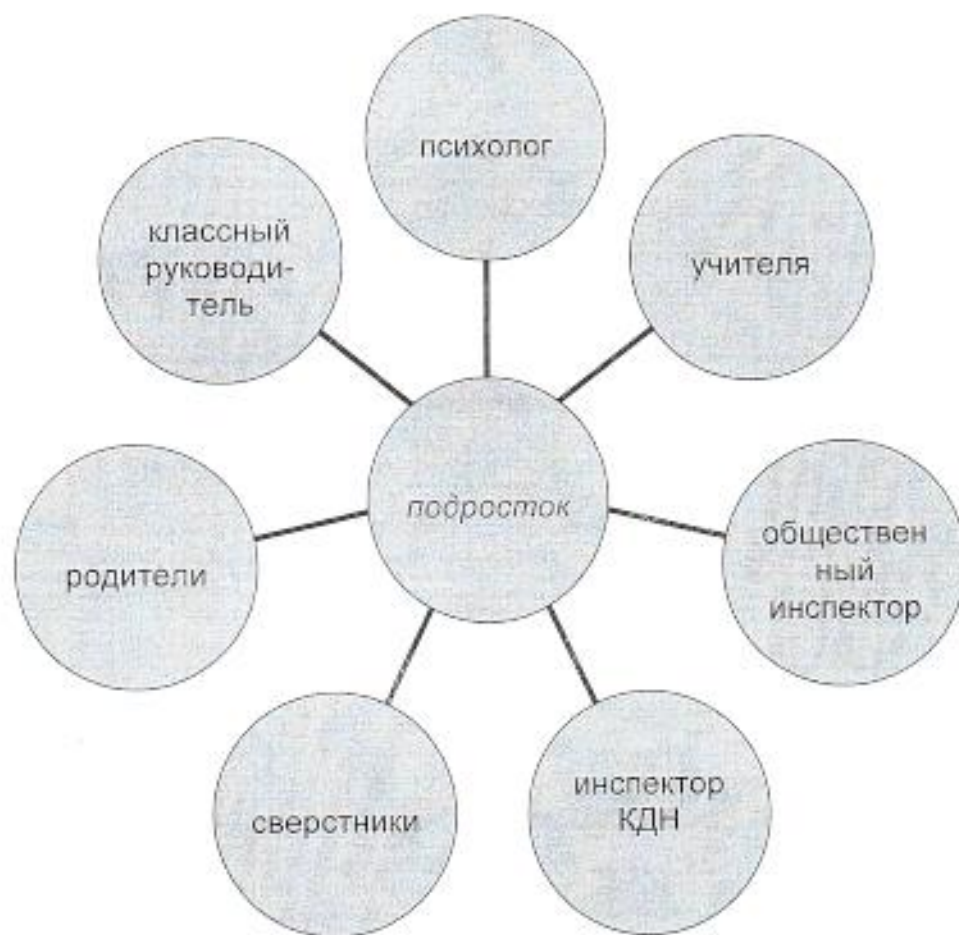 психолог
классный
руководи-
тель
учителя
подросток
родители
обществен
ный
инспектор
сверстники
инспектор
КДН